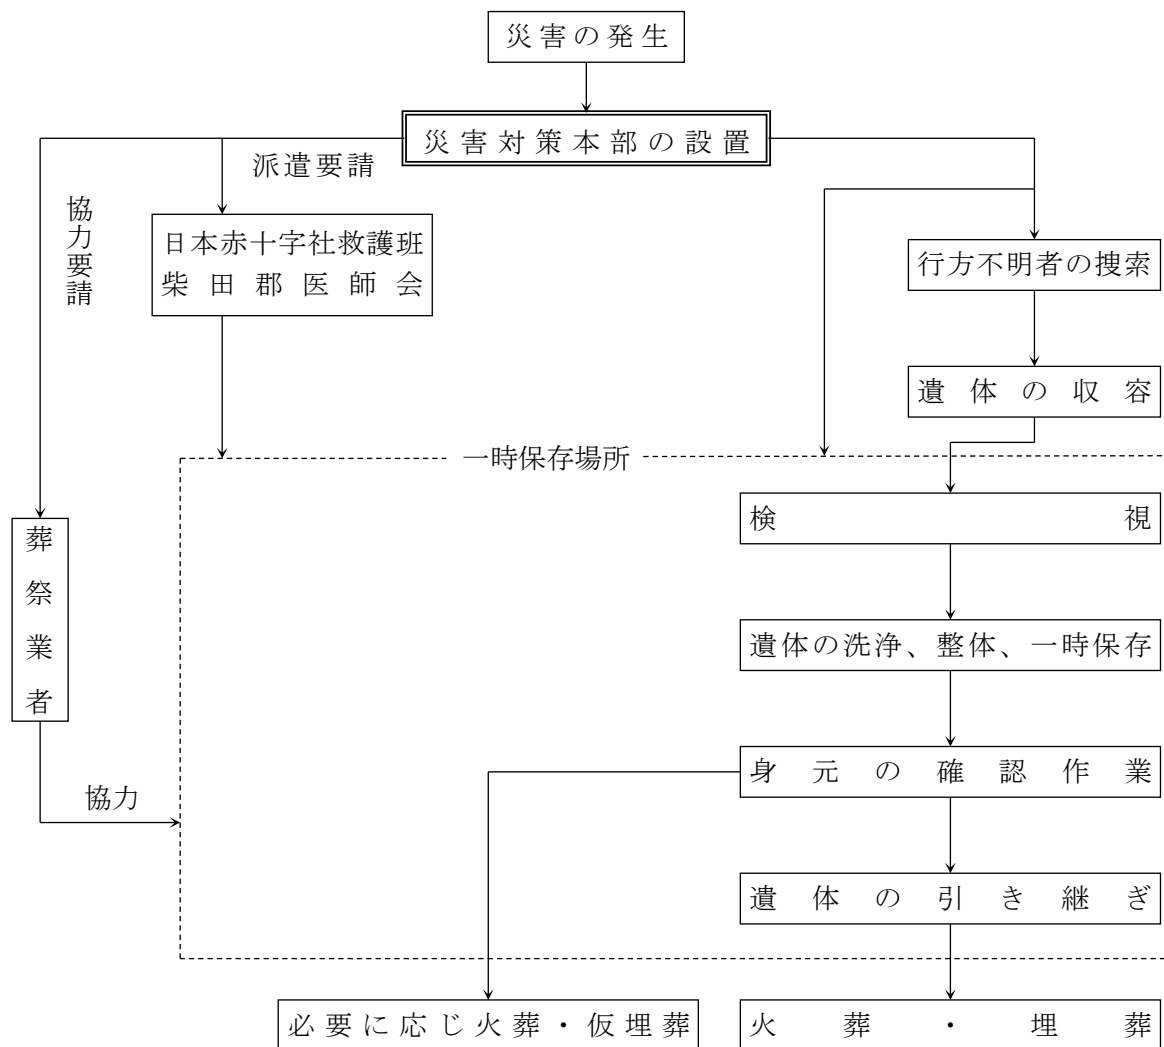 災害の発生
災害対策本部の設置
派遣要請
協力要請
日本赤十字社救護班
柴田郡医師会
行方不明者の捜索
遺体の収容
一時保存場所
検視
葬祭業者
遺体の洗浄、整体、一時保存
身元の確認作業
協力
遺体の引き継ぎ
必要に応じ火葬・仮埋葬
火葬・埋葬